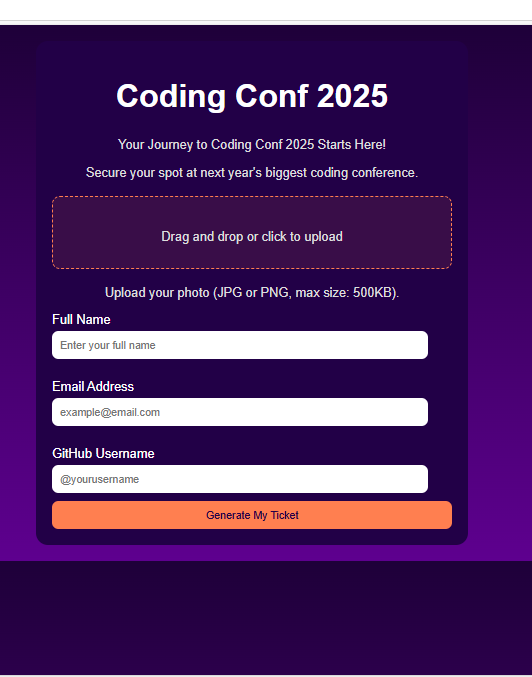 Coding Conf 2025
Your Journey to Coding Conf 2025 Starts Here!
Secure your spot at next year's biggest coding conference.
Drag and drop or click to upload
Upload your photo (JPG or PNG, max size: 500KB).
Full Name
Enter your full name
Email Address
example@email.com
GitHub Username
@yourusername
Generate My Ticket